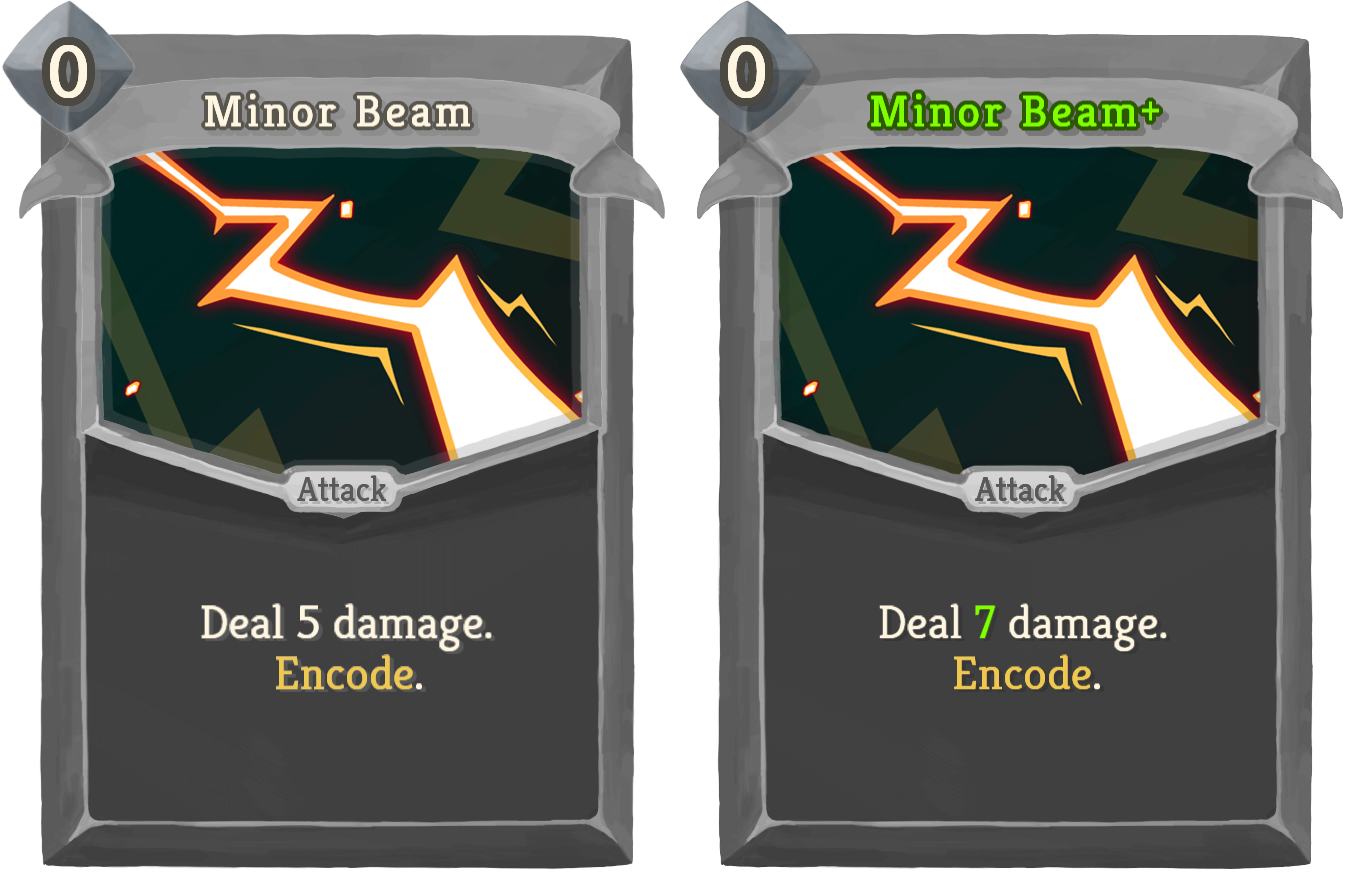 0
Minor Beam
Attack
Deal 5 damage.
Encode.
0
Minor Beam+
Attack
Deal 7 damage.
Encode.